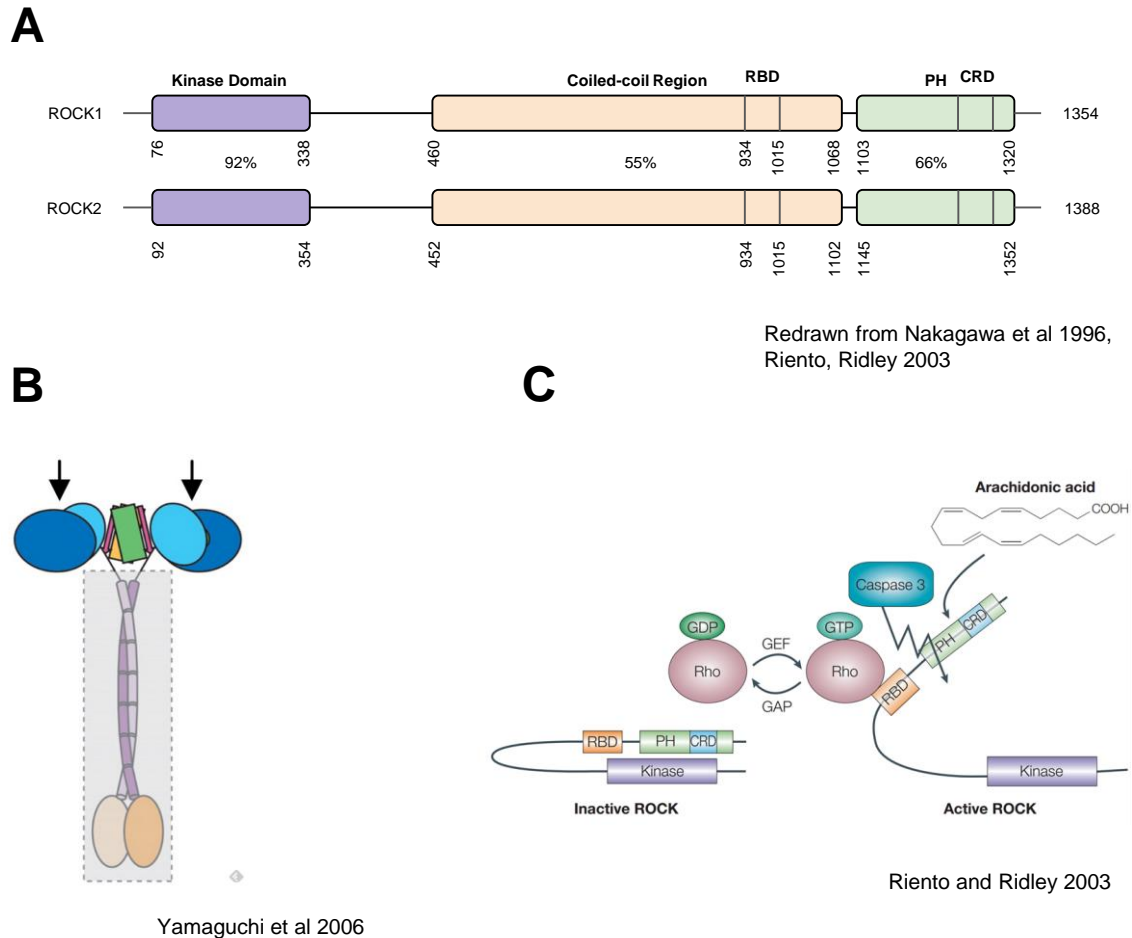 A
Kinase Domain
Coiled-coil Region
RBD
PH
CRD
ROCK1
1354
76
338
460
934
1015
1068
1103
1320
92%
55%
66%
ROCK2
1388
92
354
452
934
1015
1102
1145
1352
Redrawn from Nakagawa et al 1996,
Riento, Ridley 2003
B
C
Arachidonic acid
COOH
Caspase 3
GDP
GTP
Rho
GEF
GAP
Rho
RBD
PH
CRD
RBD
PH
CRD
Kinase
Kinase
Inactive ROCK
Active ROCK
Riento and Ridley 2003
Yamaguchi et al 2006